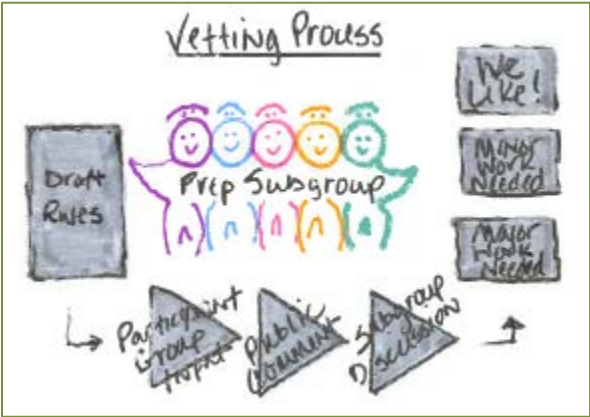 Vetting Process
Draft
Rules
Prep Subgroup
We
Like!
Minor
Work
Needed
Major
Work
Needed
Participant
Group
Input
Public
Comment
Subgroup
Discussion